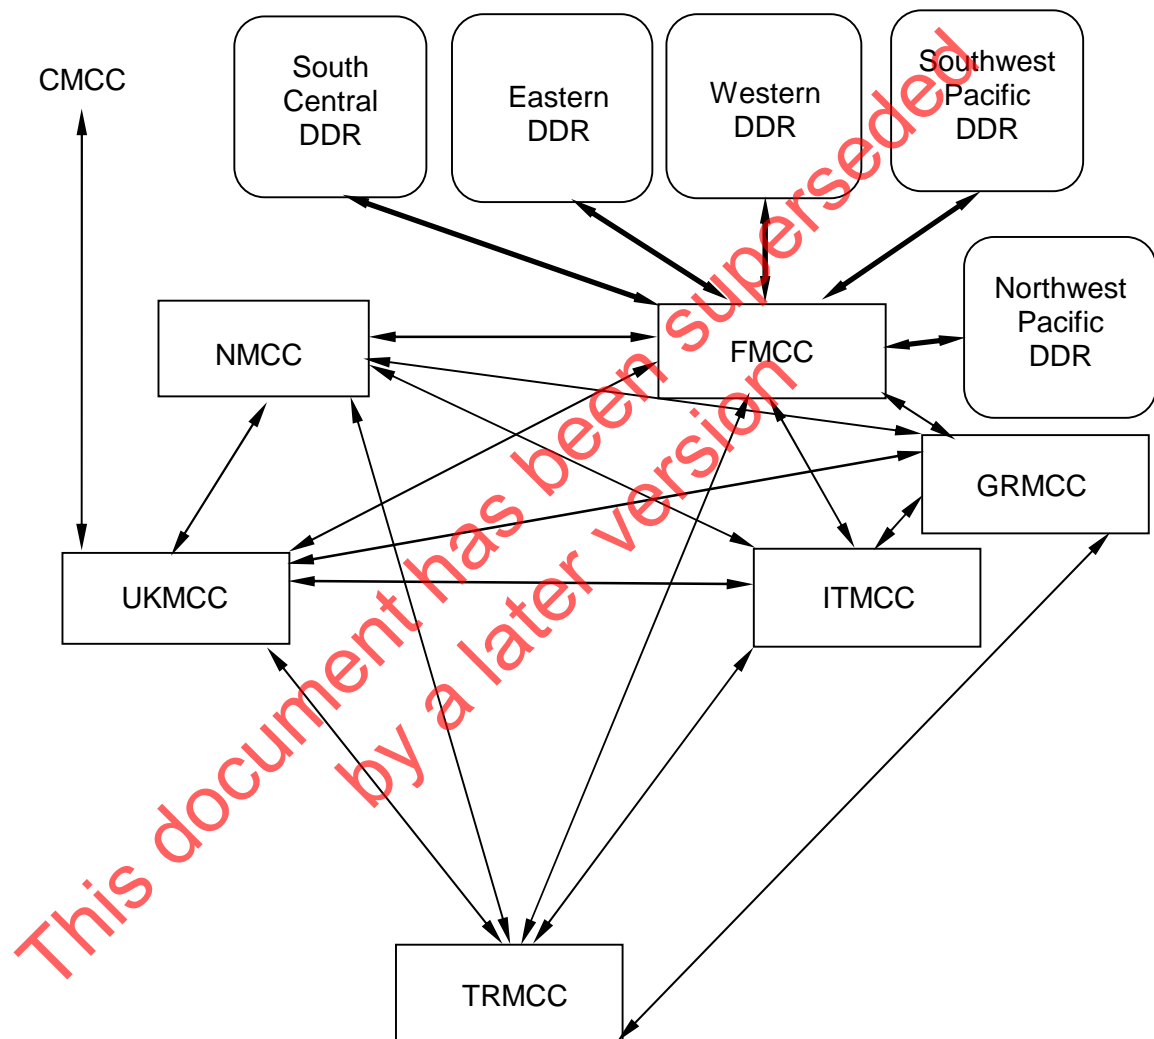 CMCC
South
Central
DDR
Eastern
DDR
Western
DDR
Southwest
Pacific
DDR
Northwest
Pacific
DDR
NMCC
FMCC
GRMCC
UKMCC
ITMCC
TRMCC
This document has been superseded
by a later version